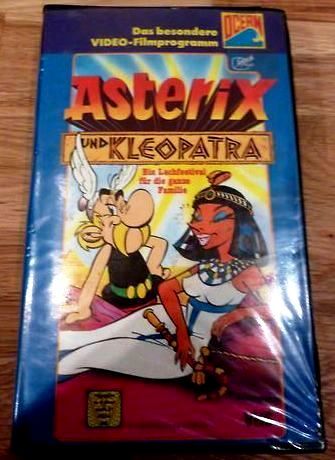 Das besondere
VIDEO-Filmprogramm
OCEAN
Asterix
UND KLEOPATRA
Ein Lachfestival
für die ganze
Familie